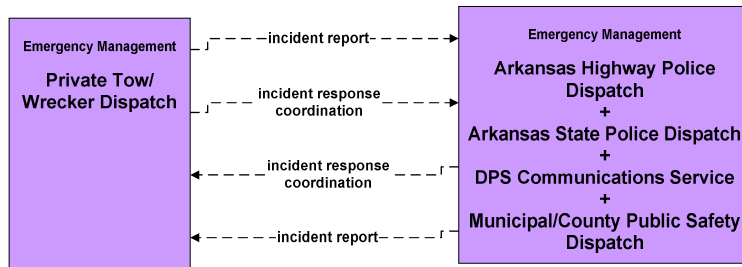 Emergency Management
Private Tow/
Wrecker Dispatch
incident report
incident response
coordination
incident response
coordination
incident report
Emergency Management
Arkansas Highway Police
Dispatch
+
Arkansas State Police Dispatch
+
DPS Communications Service
+
Municipal/County Public Safety
Dispatch